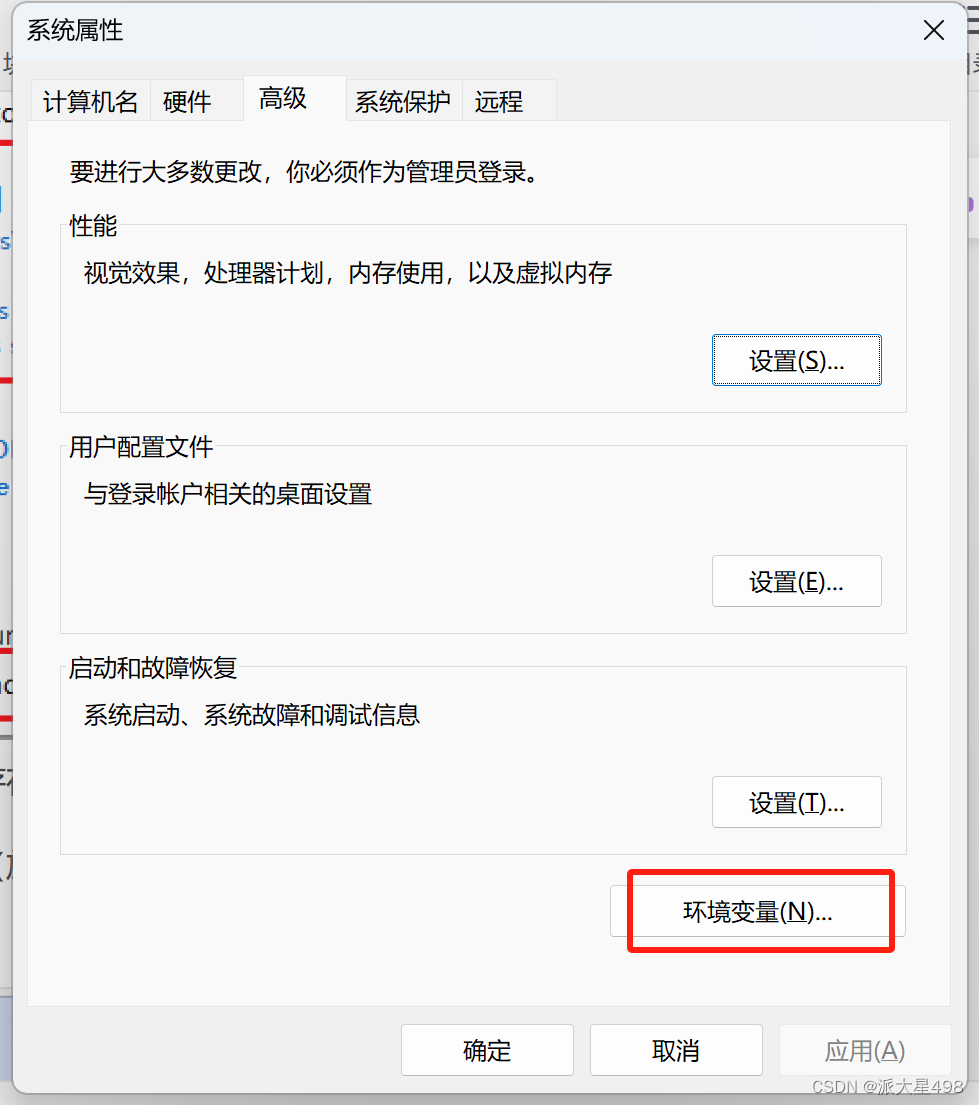 系统属性
计算机名 硬件 高级 系统保护 远程
要进行大多数更改，你必须作为管理员登录。
性能
视觉效果，处理器计划，内存使用，以及虚拟内存
设置(S)...
用户配置文件
与登录帐户相关的桌面设置
设置(E)...
启动和故障恢复
系统启动、系统故障和调试信息
设置(T)...
环境变量(N)...
确定 取消 应用(A)
CSDN @派大星498